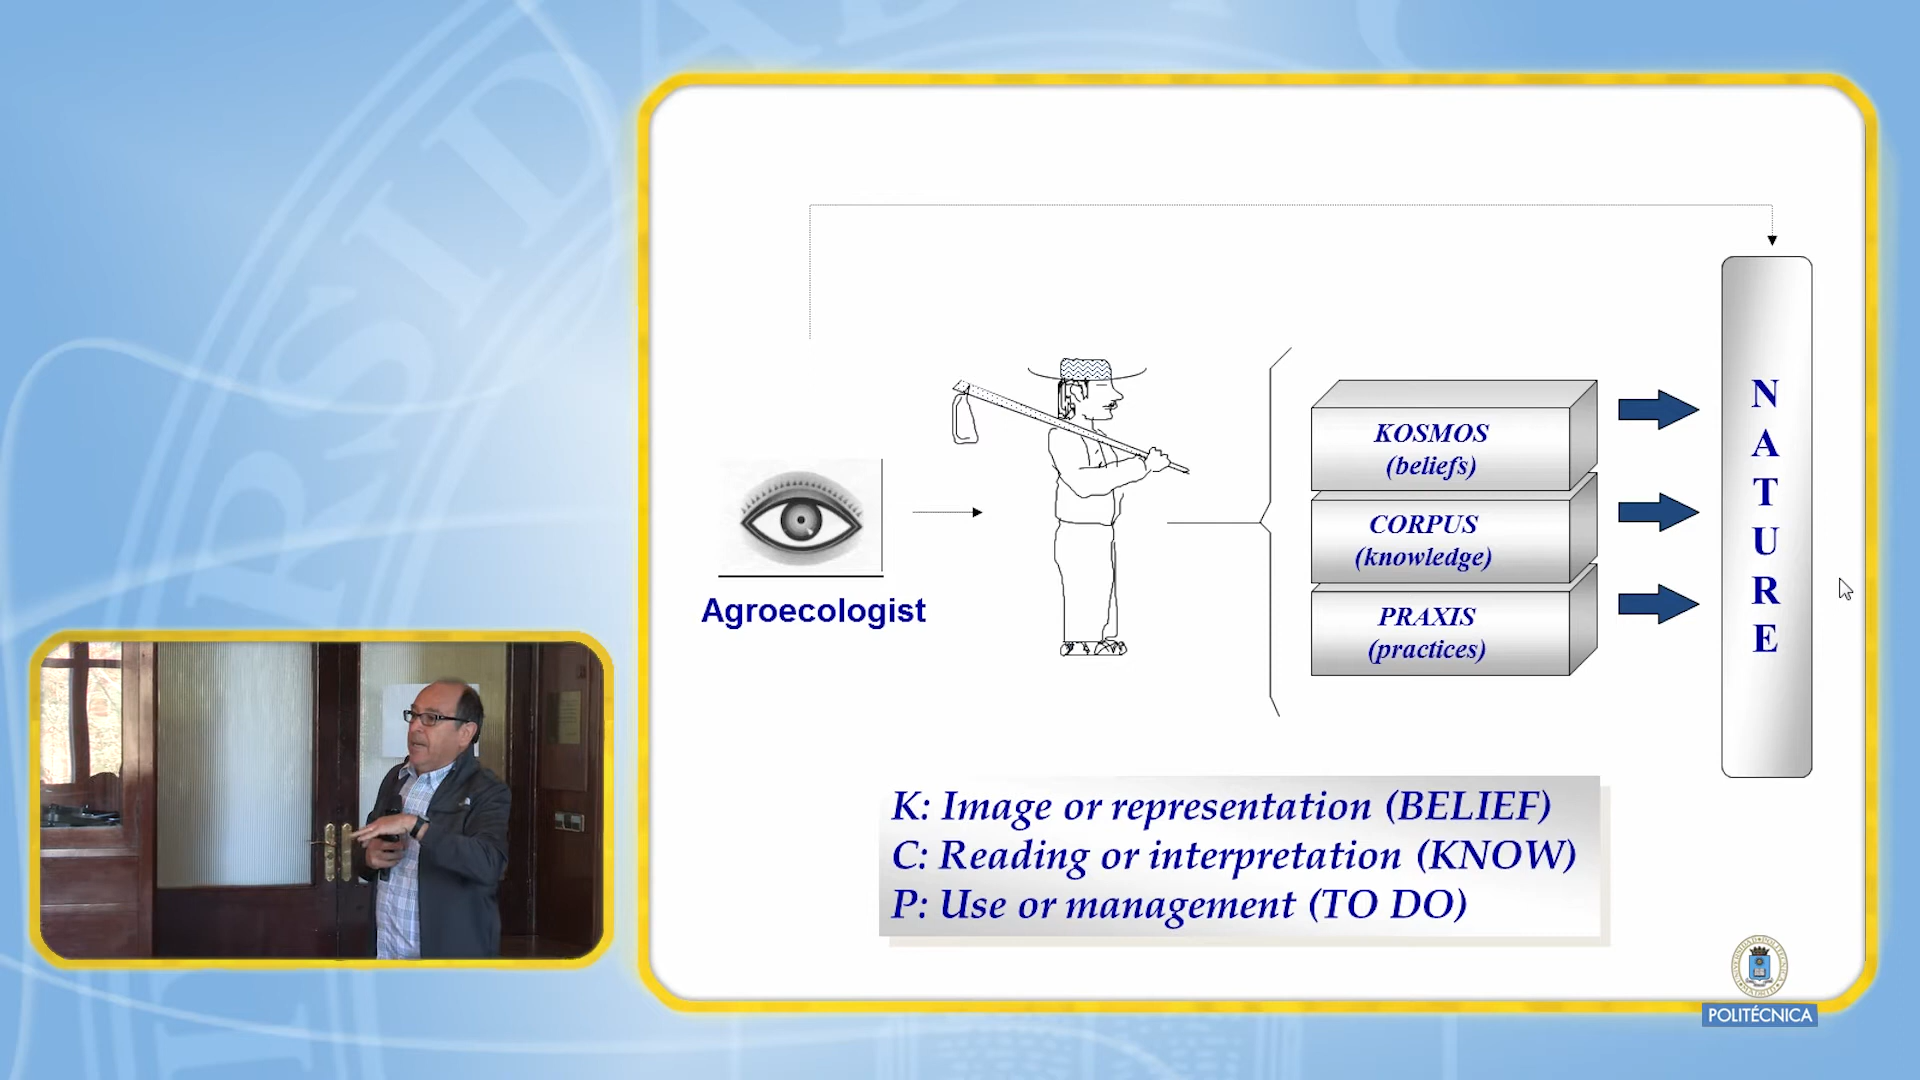 N
A
T
U
R
E
KOSMOS
(beliefs)
CORPUS
(knowledge)
PRAXIS
(practices)
Agroecologist
K: Image or representation (BELIEF)
C: Reading or interpretation (KNOW)
P: Use or management (TO DO)
POLITÉCNICA